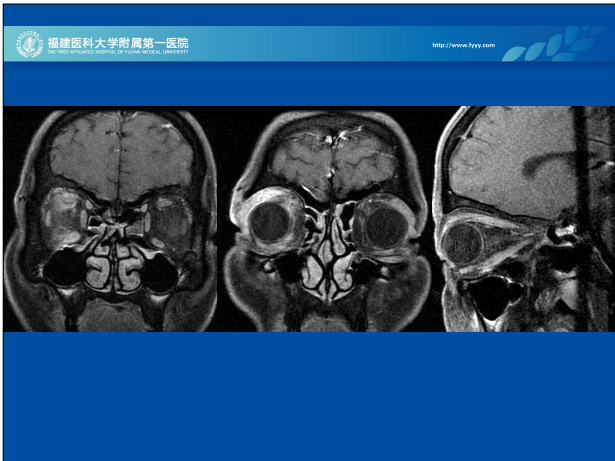 福建医科大学附属第一医院
THE FIRST AFFILIATED HOSPITAL OF FUJIAN MEDICAL UNIVERSITY
http://www.fyyy.com